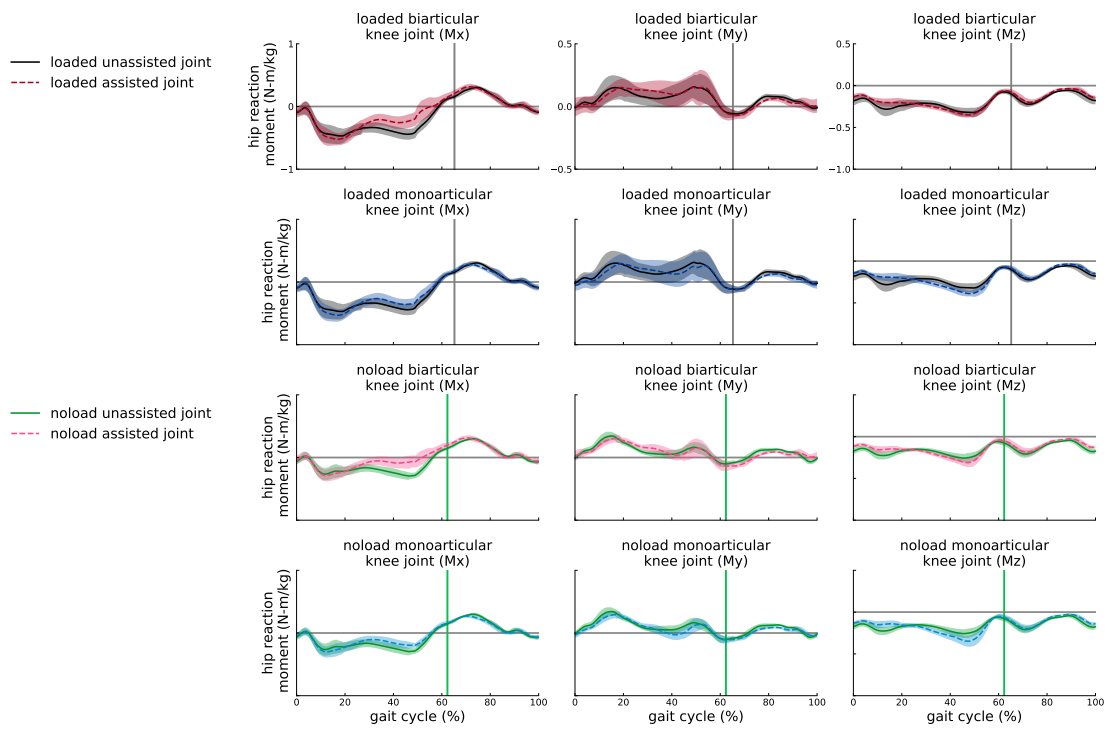 loaded unassisted joint
loaded assisted joint
loaded biarticular
knee joint (Mx)
loaded biarticular
knee joint (My)
loaded biarticular
knee joint (Mz)
hip reaction
moment (N-m/kg)
1
0
−1
0.5
0.0
−0.5
0.5
0.0
−0.5
−1.0
loaded monoarticular
knee joint (Mx)
loaded monoarticular
knee joint (My)
loaded monoarticular
knee joint (Mz)
hip reaction
moment (N-m/kg)
noload unassisted joint
noload assisted joint
noload biarticular
knee joint (Mx)
noload biarticular
knee joint (My)
noload biarticular
knee joint (Mz)
hip reaction
moment (N-m/kg)
noload monoarticular
knee joint (Mx)
noload monoarticular
knee joint (My)
noload monoarticular
knee joint (Mz)
hip reaction
moment (N-m/kg)
0 20 40 60 80 100
0 20 40 60 80 100
0 20 40 60 80 100
gait cycle (%)
gait cycle (%)
gait cycle (%)